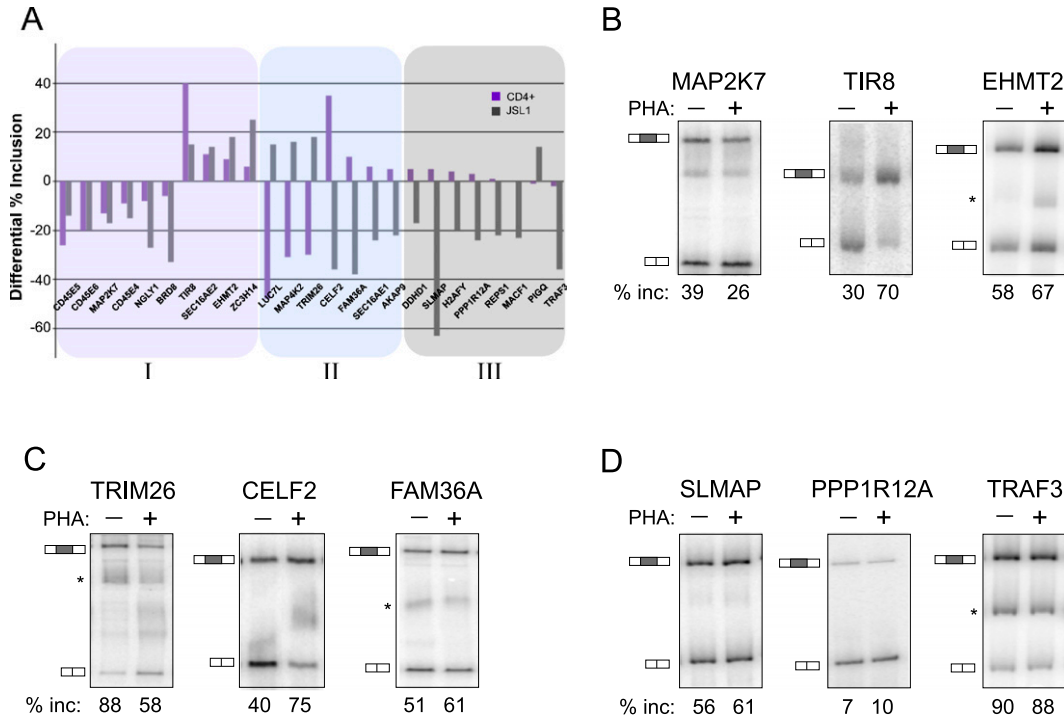 A
Differential % Inclusion
40
20
0
-20
-40
-60
CD4+
JSL1
CD45E5
CD45E6
MAP2K7
CD45E4
NGLY1
BRD8
TIR8
SEC16AE2
EHMT2
ZC3H14
LUC7L
MAP4K2
TRIM26
CELF2
FAM36A
SEC16AE1
AKAP9
DDHD1
SLMAP
H2AFY
PPP1R12A
REPS1
MACF1
PIGQ
TRAF3
I II III
B
MAP2K7 TIR8 EHMT2
PHA: – + – + – +
*
% inc: 39 26 30 70 58 67
C
TRIM26 CELF2 FAM36A
PHA: – + – + – +
*
*
% inc: 88 58 40 75 51 61
D
SLMAP PPP1R12A TRAF3
PHA: – + – + – +
*
% inc: 56 61 7 10 90 88